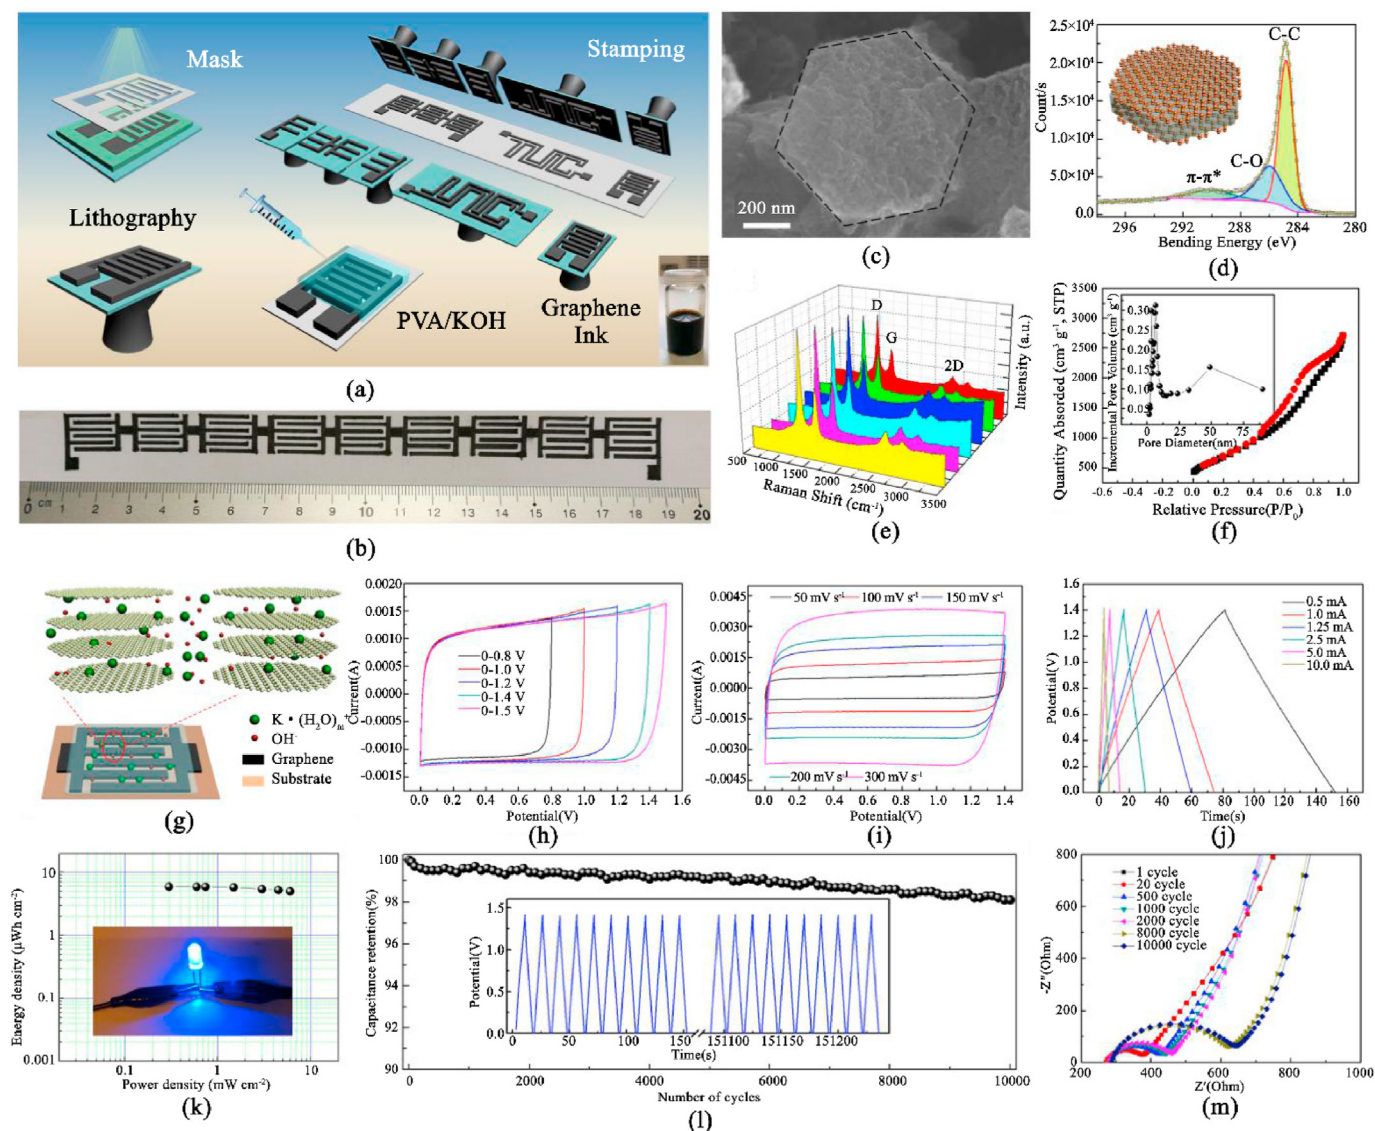 Mask
Stamping
TUC
Lithography
PVA/KOH
Graphene
Ink
(a)
0 cm 1 2 3 4 5 6 7 8 9 10 11 12 13 14 15 16 17 18 19 20
(b)
200 nm
(c)
Count/s
2.5×10⁴
2.0×10⁴
1.5×10⁴
1.0×10⁴
5.0×10³
0.0
C-C
C-O
π-π*
296 292 288 284 280
Bending Energy (eV)
(d)
D
G
2D
Intensity (a.u.)
500 1000 1500 2000 2500 3000 3500
Raman Shift (cm⁻¹)
(e)
Quantity Absorded (cm³ g⁻¹, STP)
3500
3000
2500
2000
1500
1000
500
Incremental Pore Volume (cm³ g⁻¹)
0.30
0.25
0.20
0.15
0.10
0.05
0 25 50 75
Pore Diameter(nm)
-0.6 -0.4 -0.2 0.0 0.2 0.4 0.6 0.8 1.0
Relative Pressure(P/P₀)
(f)
K • (H₂O)ₘ⁺
OH⁻
Graphene
Substrate
(g)
Current(A)
0.0020
0.0015
0.0010
0.0005
0.0000
-0.0005
-0.0010
-0.0015
0-0.8 V
0-1.0 V
0-1.2 V
0-1.4 V
0-1.5 V
0.0 0.2 0.4 0.6 0.8 1.0 1.2 1.4 1.6
Potential(V)
(h)
Current(A)
0.0045
0.0030
0.0015
0.0000
-0.0015
-0.0030
-0.0045
50 mV s⁻¹ 100 mV s⁻¹ 150 mV s⁻¹
200 mV s⁻¹ 300 mV s⁻¹
0.0 0.2 0.4 0.6 0.8 1.0 1.2 1.4
Potential(V)
(i)
Potential(V)
1.6
1.4
1.2
1.0
0.8
0.6
0.4
0.2
0.0
0.5 mA
1.0 mA
1.25 mA
2.5 mA
5.0 mA
10.0 mA
0 20 40 60 80 100 120 140 160
Time(s)
(j)
Energy density (μWh cm⁻²)
10
1
0.1
0.001
0.1 1 10
Power density (mW cm⁻²)
(k)
Capacitance retention(%)
100
98
96
94
92
90
Potential(V)
1.5
1.0
0.5
0.0
0 50 100 150 151100 151150 151200
Time(s)
0 2000 4000 6000 8000 10000
Number of cycles
(l)
-Z″(Ohm)
800
600
400
200
0
1 cycle
20 cycle
500 cycle
1000 cycle
2000 cycle
8000 cycle
10000 cycle
200 400 600 800 1000
Z′(Ohm)
(m)